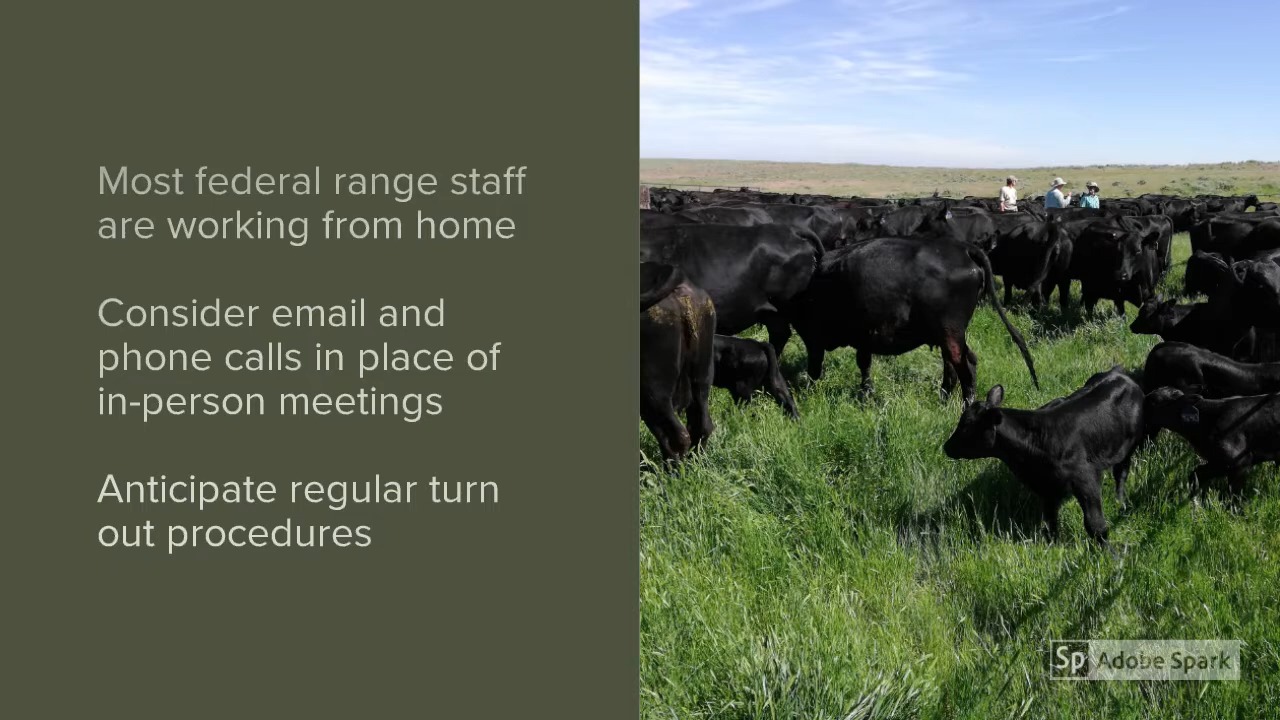 Most federal range staff
are working from home
Consider email and
phone calls in place of
in-person meetings
Anticipate regular turn
out procedures
Sp Adobe Spark